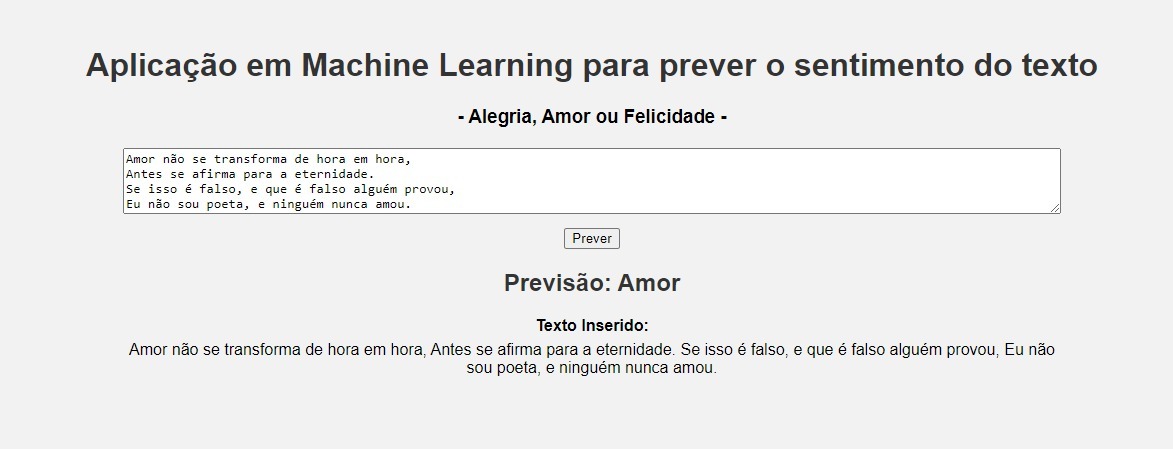 Aplicação em Machine Learning para prever o sentimento do texto
- Alegria, Amor ou Felicidade -
Amor não se transforma de hora em hora,
Antes se afirma para a eternidade.
Se isso é falso, e que é falso alguém provou,
Eu não sou poeta, e ninguém nunca amou.
Prever
Previsão: Amor
Texto Inserido:
Amor não se transforma de hora em hora, Antes se afirma para a eternidade. Se isso é falso, e que é falso alguém provou, Eu não
sou poeta, e ninguém nunca amou.